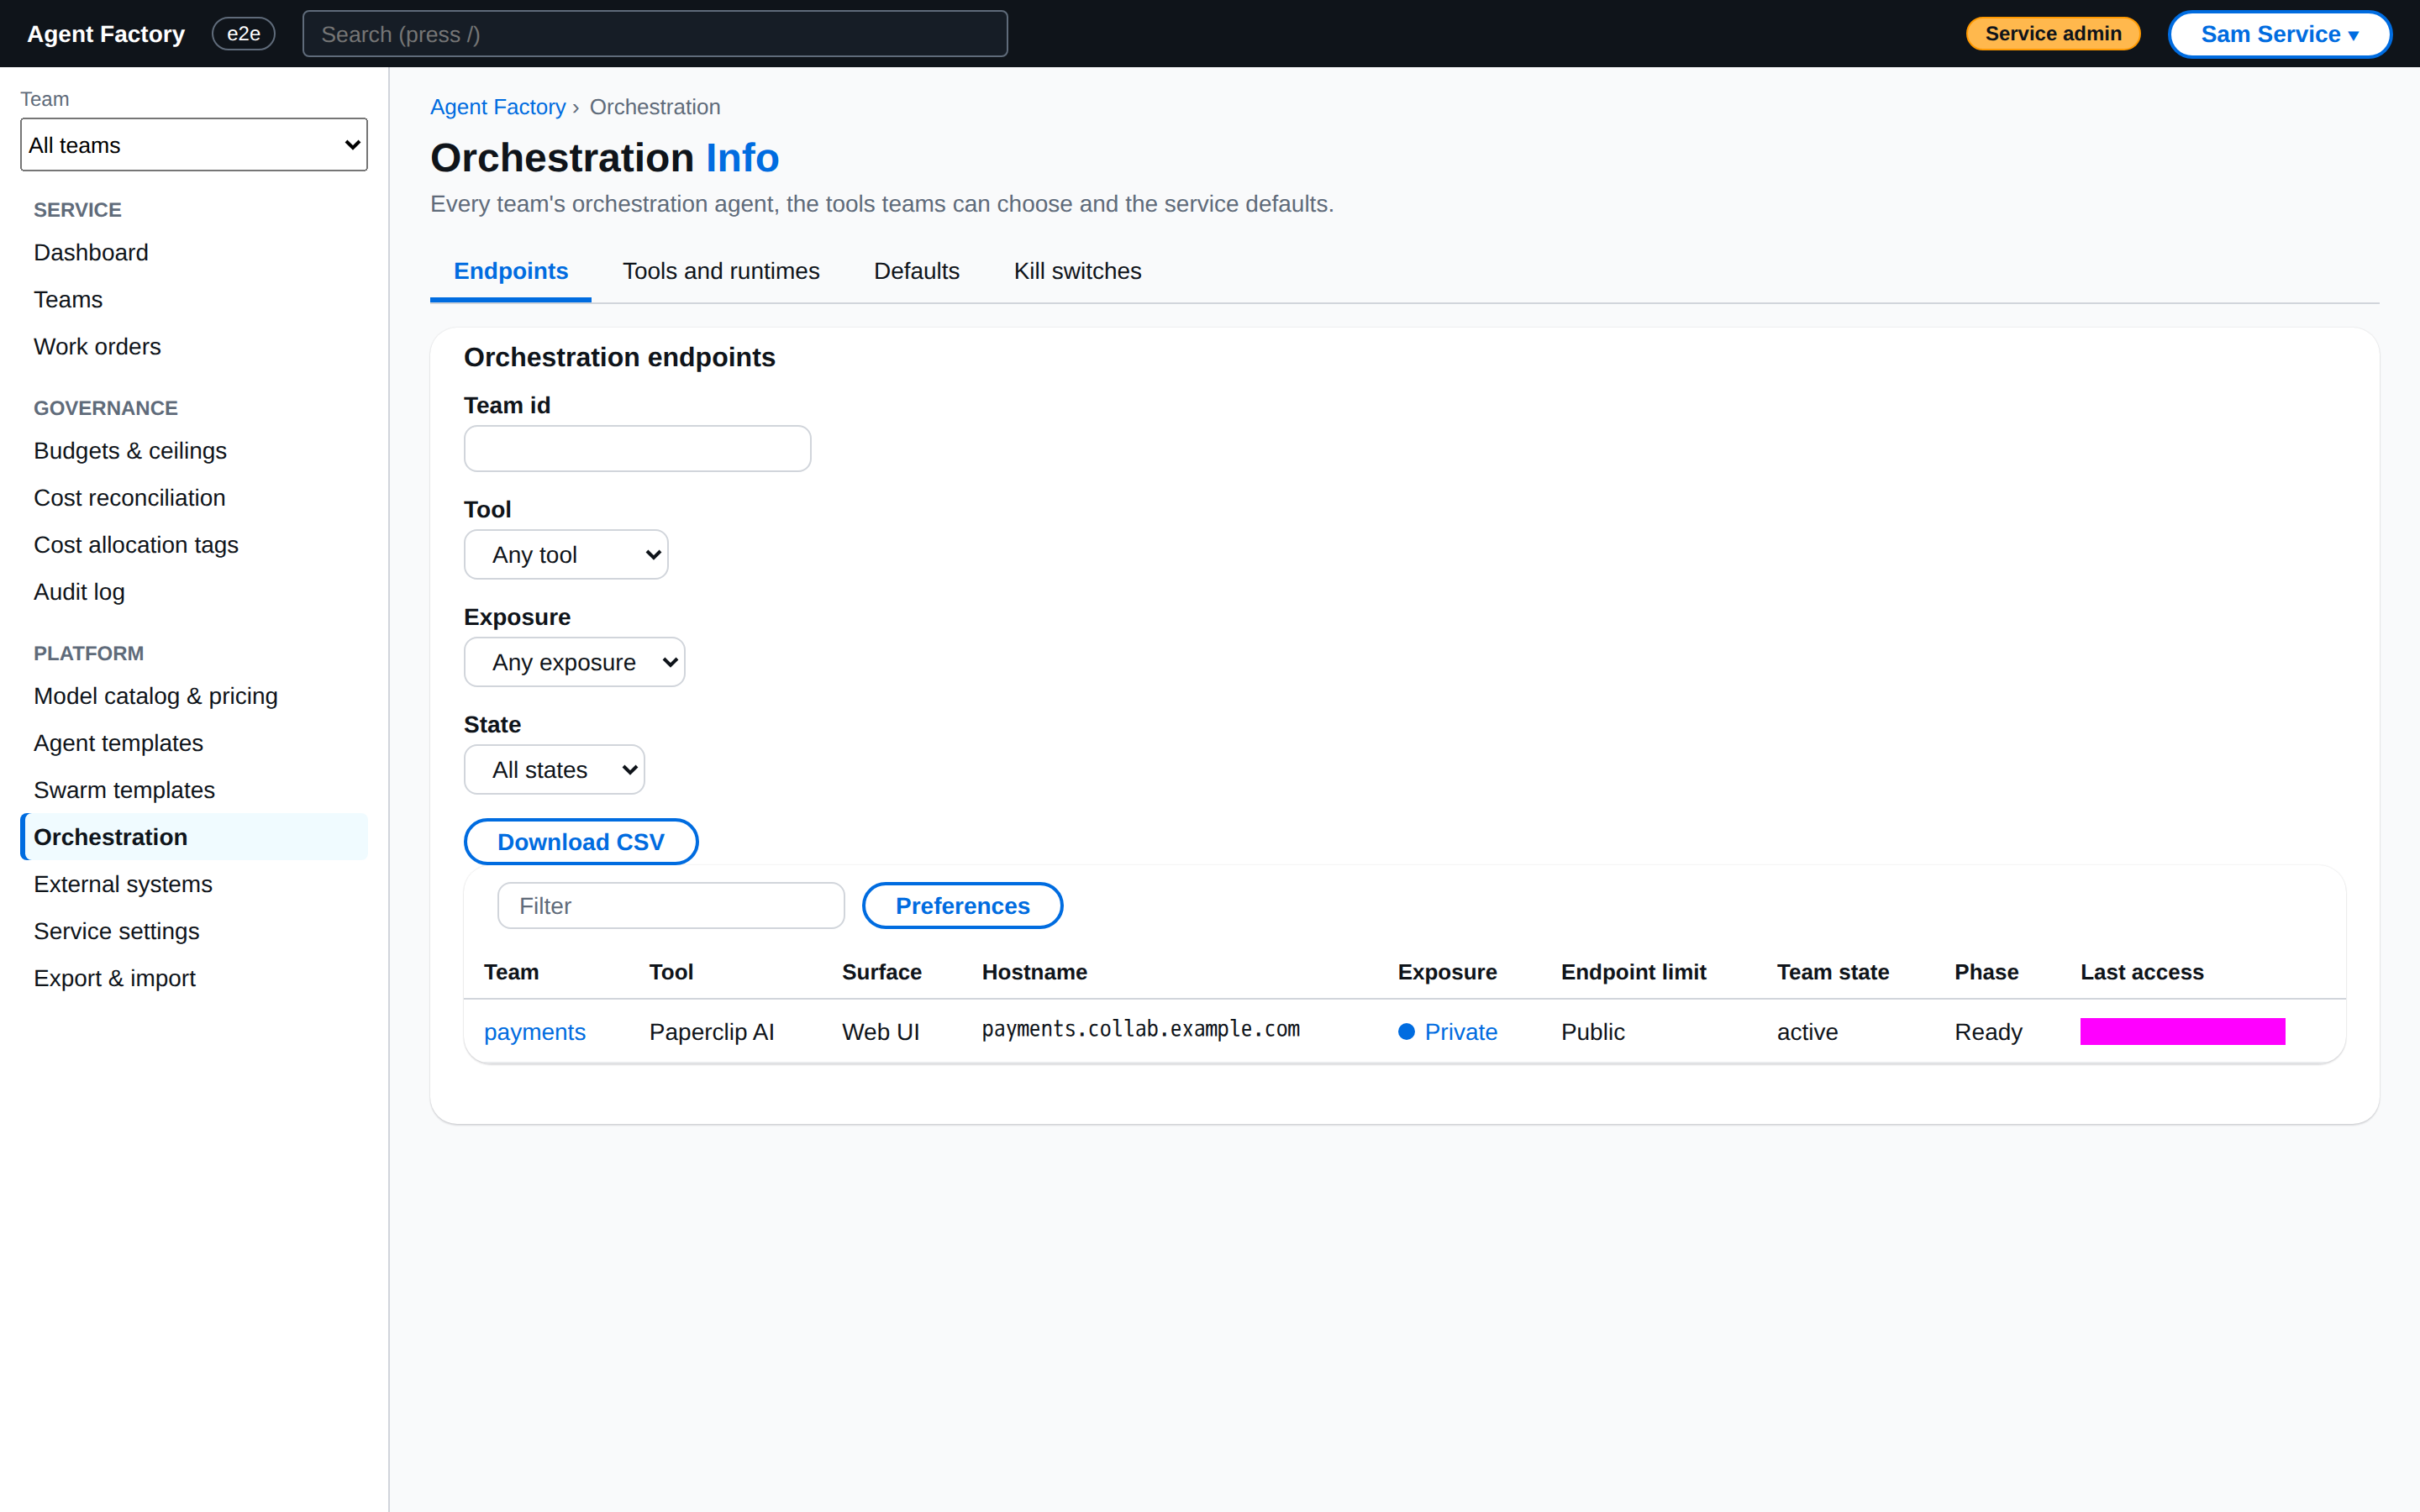 Agent Factory e2e Search (press /) Service admin Sam Service ▾
Team
All teams
SERVICE
Dashboard
Teams
Work orders
GOVERNANCE
Budgets & ceilings
Cost reconciliation
Cost allocation tags
Audit log
PLATFORM
Model catalog & pricing
Agent templates
Swarm templates
Orchestration
External systems
Service settings
Export & import
Agent Factory › Orchestration
Orchestration Info
Every team's orchestration agent, the tools teams can choose and the service defaults.
Endpoints Tools and runtimes Defaults Kill switches
Orchestration endpoints
Team id
Tool
Any tool
Exposure
Any exposure
State
All states
Download CSV
Filter Preferences
Team Tool Surface Hostname Exposure Endpoint limit Team state Phase Last access
payments Paperclip AI Web UI payments.collab.example.com Private Public active Ready